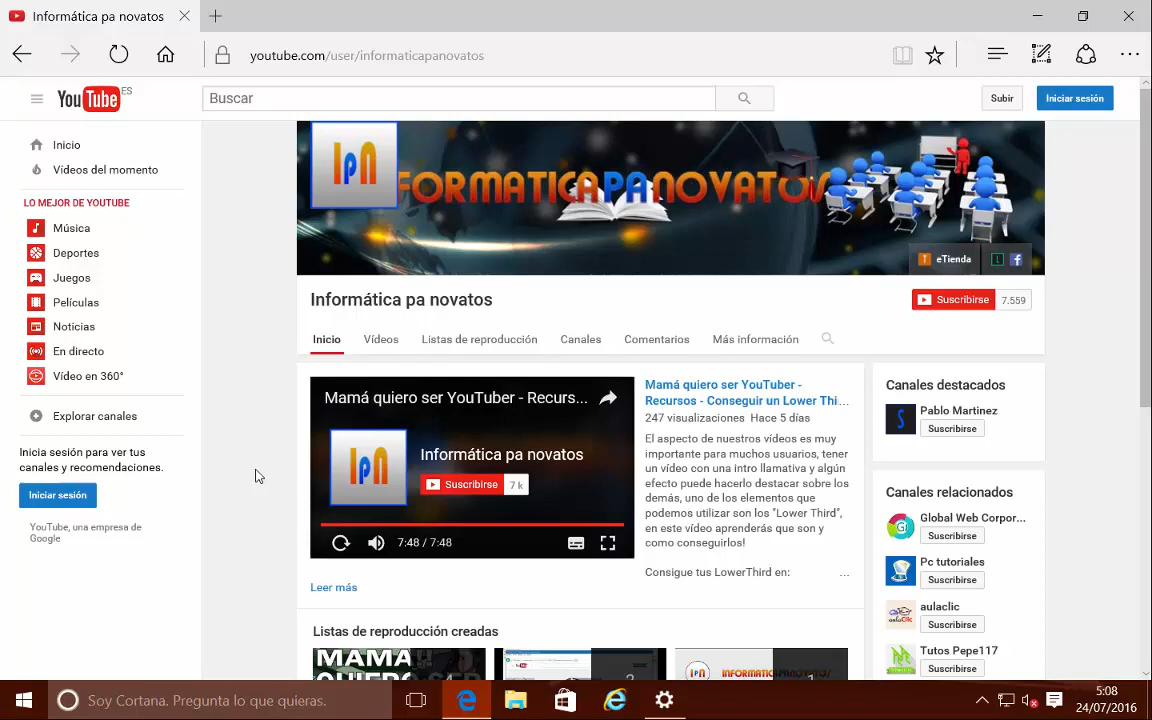 Informática pa novatos
youtube.com/user/informaticapanovatos
YouTube ES
Buscar
Subir
Iniciar sesión
Inicio
Vídeos del momento
LO MEJOR DE YOUTUBE
Música
Deportes
Juegos
Películas
Noticias
En directo
Vídeo en 360°
Explorar canales
Inicia sesión para ver tus
canales y recomendaciones.
Iniciar sesión
YouTube, una empresa de
Google
IpN
INFORMATICAPANOVATOS
eTienda
Informática pa novatos
Suscribirse 7.559
Inicio Vídeos Listas de reproducción Canales Comentarios Más información
Mamá quiero ser YouTuber - Recurs...
IpN
Informática pa novatos
Suscribirse 7 k
7:48 / 7:48
Leer más
Mamá quiero ser YouTuber -
Recursos - Conseguir un Lower Thi...
247 visualizaciones Hace 5 días
El aspecto de nuestros vídeos es muy
importante para muchos usuarios, tener
un vídeo con una intro llamativa y algún
efecto puede hacerlo destacar sobre los
demás, uno de los elementos que
podemos utilizar son los "Lower Third",
en este vídeo aprenderás que son y
como conseguirlos!
Consigue tus LowerThird en: ...
Canales destacados
Pablo Martinez
Suscribirse
Canales relacionados
Global Web Corpor...
Suscribirse
Pc tutoriales
Suscribirse
aulaclic
Suscribirse
Tutos Pepe117
Suscribirse
Listas de reproducción creadas
MAMA
Soy Cortana. Pregunta lo que quieras.
5:08
24/07/2016